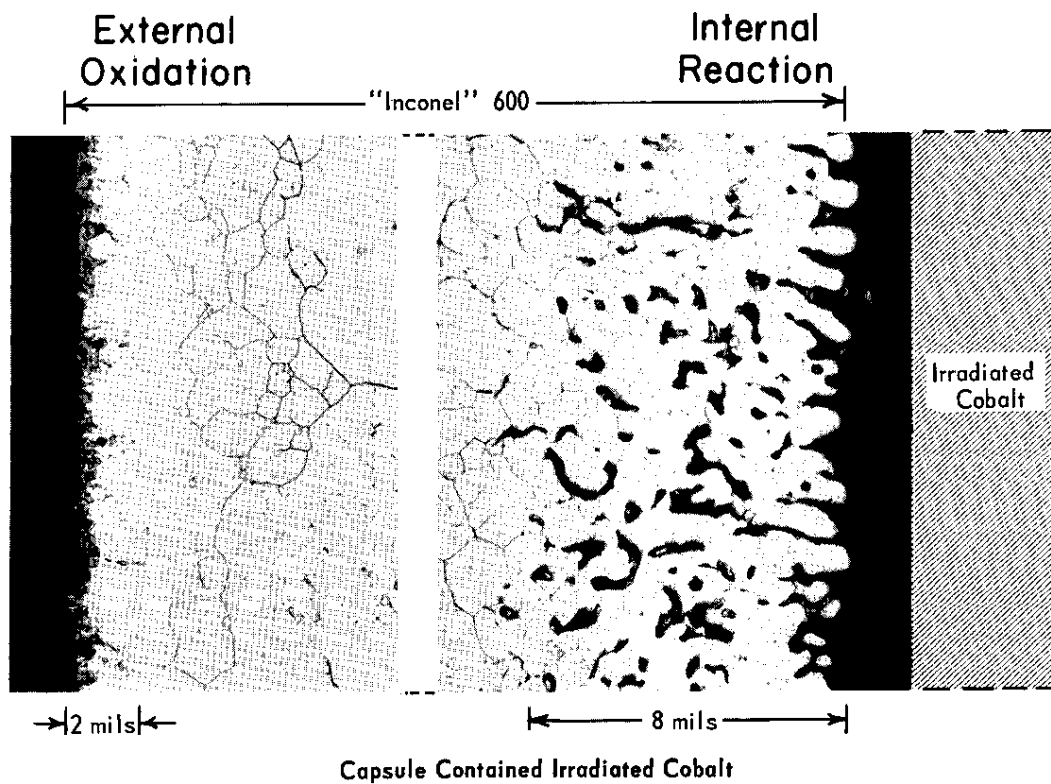 External
Oxidation
Internal
Reaction
"Inconel" 600
Irradiated
Cobalt
2 mils
8 mils
Capsule Contained Irradiated Cobalt